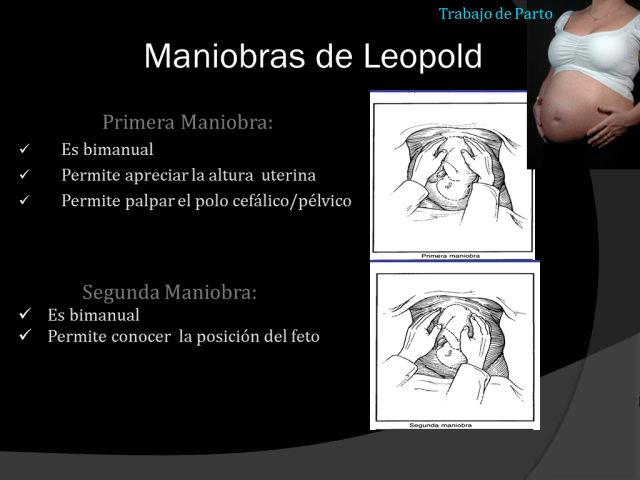 Trabajo de Parto
Maniobras de Leopold
Primera Maniobra:
Es bimanual
Permite apreciar la altura uterina
Permite palpar el polo cefálico/pélvico
Primera maniobra
Segunda Maniobra:
Es bimanual
Permite conocer la posición del feto
Segunda maniobra